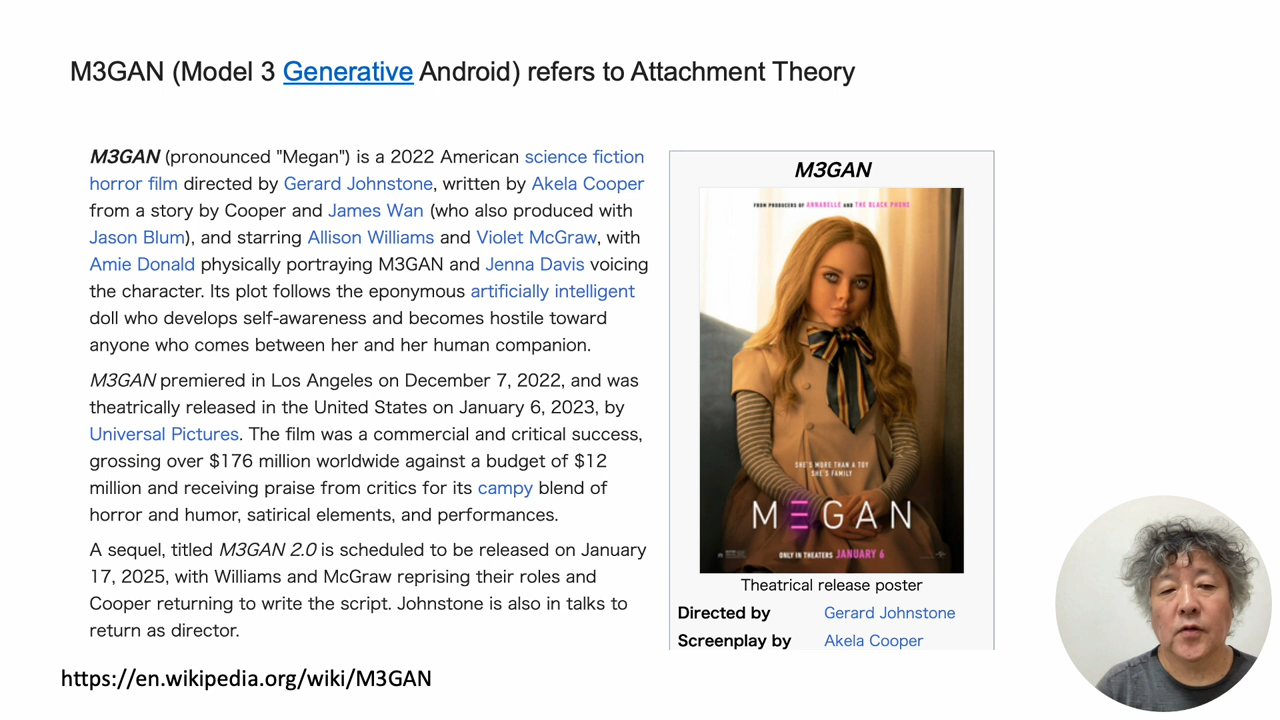 M3GAN (Model 3 Generative Android) refers to Attachment Theory
M3GAN (pronounced "Megan") is a 2022 American science fiction
horror film directed by Gerard Johnstone, written by Akela Cooper
from a story by Cooper and James Wan (who also produced with
Jason Blum), and starring Allison Williams and Violet McGraw, with
Amie Donald physically portraying M3GAN and Jenna Davis voicing
the character. Its plot follows the eponymous artificially intelligent
doll who develops self-awareness and becomes hostile toward
anyone who comes between her and her human companion.
M3GAN premiered in Los Angeles on December 7, 2022, and was
theatrically released in the United States on January 6, 2023, by
Universal Pictures. The film was a commercial and critical success,
grossing over $176 million worldwide against a budget of $12
million and receiving praise from critics for its campy blend of
horror and humor, satirical elements, and performances.
A sequel, titled M3GAN 2.0 is scheduled to be released on January
17, 2025, with Williams and McGraw reprising their roles and
Cooper returning to write the script. Johnstone is also in talks to
return as director.
M3GAN
FROM PRODUCERS OF ANNABELLE AND THE BLACK PHONE
SHE'S MORE THAN A TOY
SHE'S FAMILY
M3GAN
ONLY IN THEATERS JANUARY 6
Theatrical release poster
Directed by Gerard Johnstone
Screenplay by Akela Cooper
https://en.wikipedia.org/wiki/M3GAN